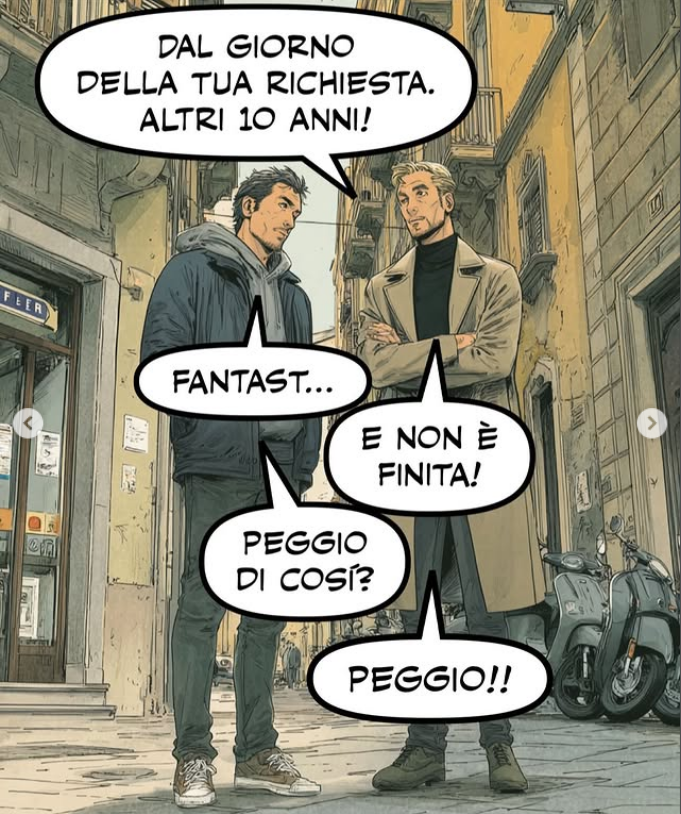 DAL GIORNO
DELLA TUA RICHIESTA.
ALTRI 10 ANNI!
FANTAST...
E NON È
FINITA!
PEGGIO
DI COSÍ?
PEGGIO!!